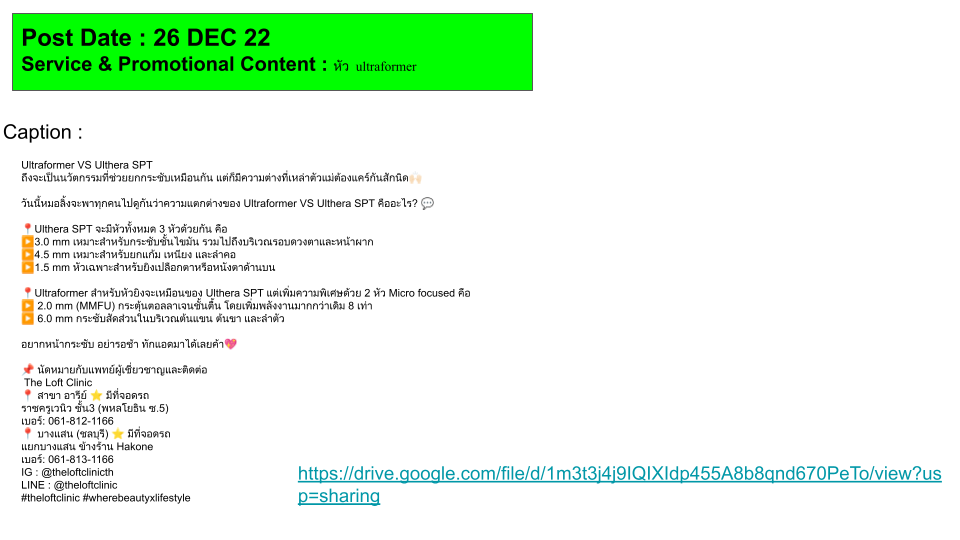 Post Date : 26 DEC 22
Service & Promotional Content : หัว ultraformer
Caption :
Ultraformer VS Ulthera SPT
ถึงจะเป็นนวัตกรรมที่ช่วยยกกระชับเหมือนกัน แต่ก็มีความต่างที่เหล่าตัวแม่ต้องแคร์กันสักนิด🙌🏻
วันนี้หมอลิ้งจะพาทุกคนไปดูกันว่าความแตกต่างของ Ultraformer VS Ulthera SPT คืออะไร? 💬
📍Ulthera SPT จะมีหัวทั้งหมด 3 หัวด้วยกัน คือ
▶️3.0 mm เหมาะสำหรับกระชับชั้นไขมัน รวมไปถึงบริเวณรอบดวงตาและหน้าผาก
▶️4.5 mm เหมาะสำหรับยกแก้ม เหนียง และลำคอ
▶️1.5 mm หัวเฉพาะสำหรับยิงเปลือกตาหรือหนังตาด้านบน
📍Ultraformer สำหรับหัวยิงจะเหมือนของ Ulthera SPT แต่เพิ่มความพิเศษด้วย 2 หัว Micro focused คือ
▶️ 2.0 mm (MMFU) กระตุ้นคอลลาเจนชั้นตื้น โดยเพิ่มพลังงานมากกว่าเดิม 8 เท่า
▶️ 6.0 mm กระชับสัดส่วนในบริเวณต้นแขน ต้นขา และลำตัว
อยากหน้ากระชับ อย่ารอช้า ทักแอดมาได้เลยค้า💖
📌 นัดหมายกับแพทย์ผู้เชี่ยวชาญและติดต่อ
The Loft Clinic
📍 สาขา อารีย์ ⭐ มีที่จอดรถ
ราชครูเวนิว ชั้น3 (พหลโยธิน ซ.5)
เบอร์: 061-812-1166
📍 บางแสน (ชลบุรี) ⭐ มีที่จอดรถ
แยกบางแสน ข้างร้าน Hakone
เบอร์: 061-813-1166
IG : @theloftclinicth
LINE : @theloftclinic
#theloftclinic #wherebeautyxlifestyle
https://drive.google.com/file/d/1m3t3j4j9IQIXIdp455A8b8qnd670PeTo/view?us
p=sharing